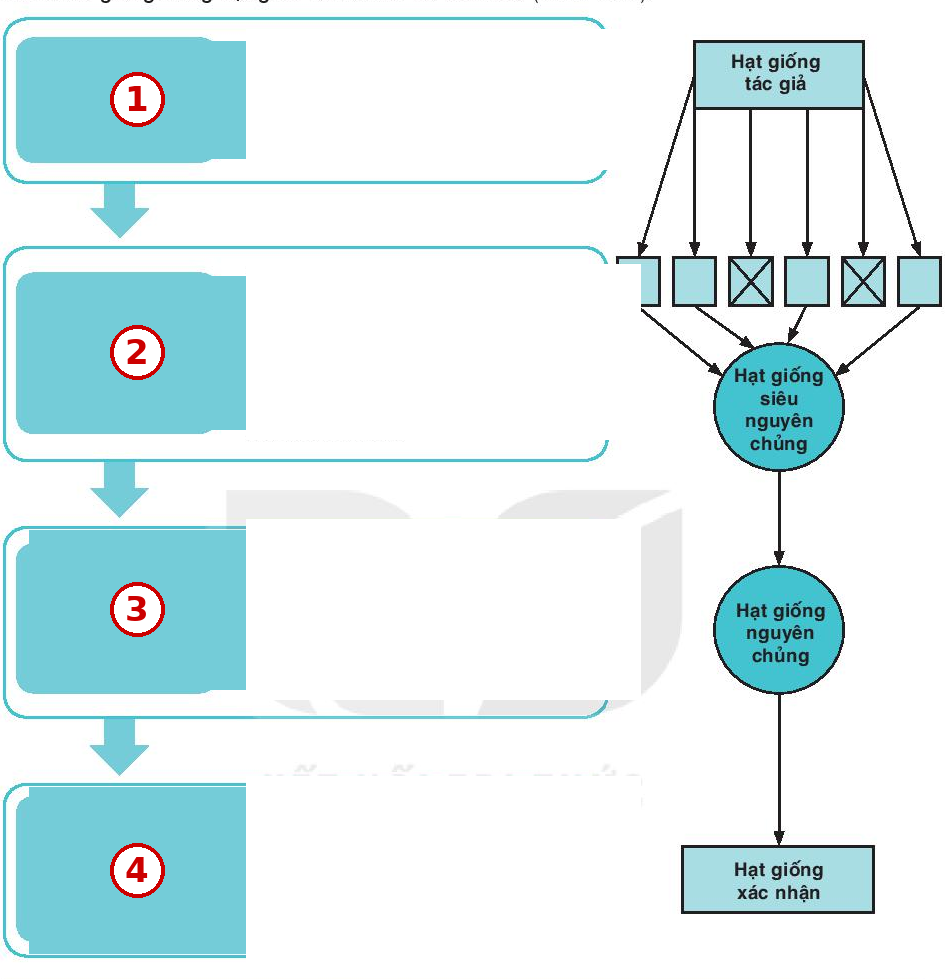 1
Hạt giống
tác giả
2
Hạt giống
siêu
nguyên
chủng
3
Hạt giống
nguyên
chủng
4
Hạt giống
xác nhận